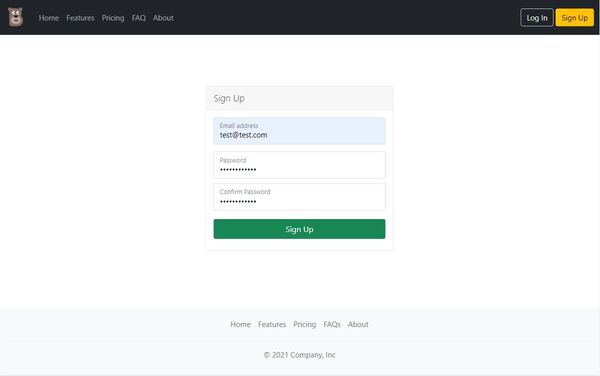 Home Features Pricing FAQ About Log In Sign Up
Sign Up
Email address
test@test.com
Password
••••••••••••
Confirm Password
••••••••••••
Sign Up
Home Features Pricing FAQs About
© 2021 Company, Inc